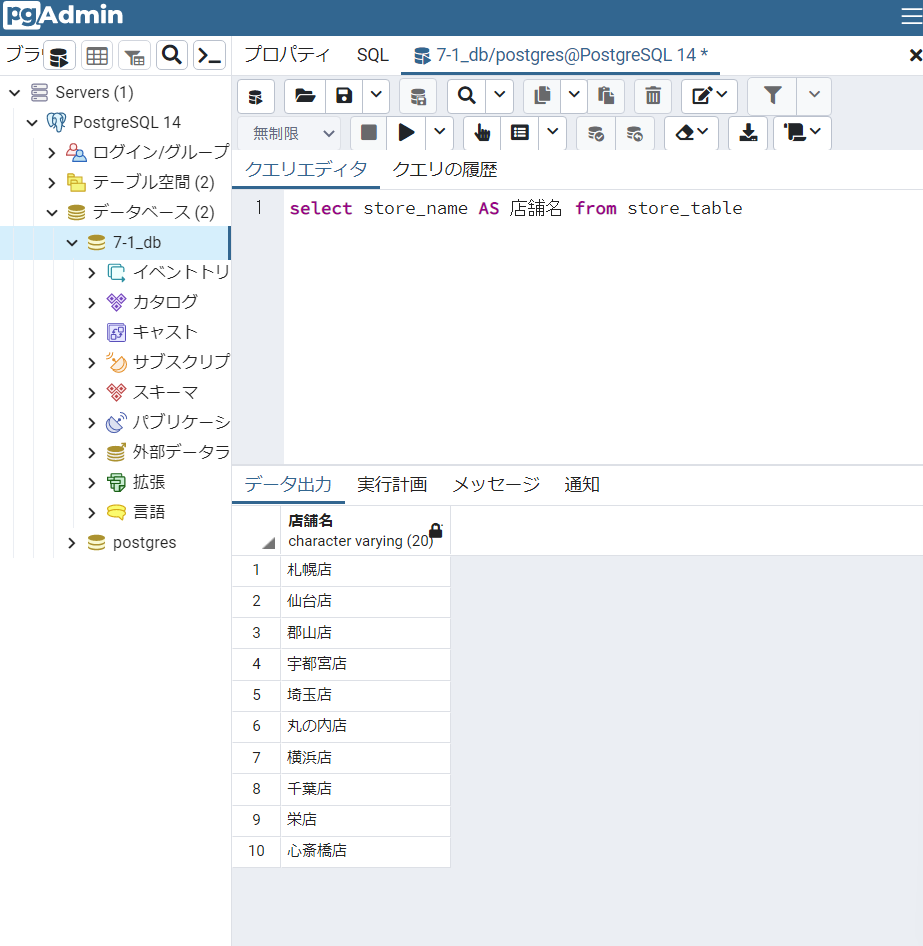 pgAdmin
ブラ
プロパティ SQL 7-1_db/postgres@PostgreSQL 14 *
Servers (1)
PostgreSQL 14
ログイン/グループ
テーブル空間 (2)
データベース (2)
7-1_db
イベントトリ
カタログ
キャスト
サブスクリプ
スキーマ
パブリケーシ
外部データラ
拡張
言語
postgres
無制限
クエリエディタ クエリの履歴
1 select store_name AS 店舗名 from store_table
データ出力 実行計画 メッセージ 通知
店舗名
character varying (20)
1 札幌店
2 仙台店
3 郡山店
4 宇都宮店
5 埼玉店
6 丸の内店
7 横浜店
8 千葉店
9 栄店
10 心斎橋店